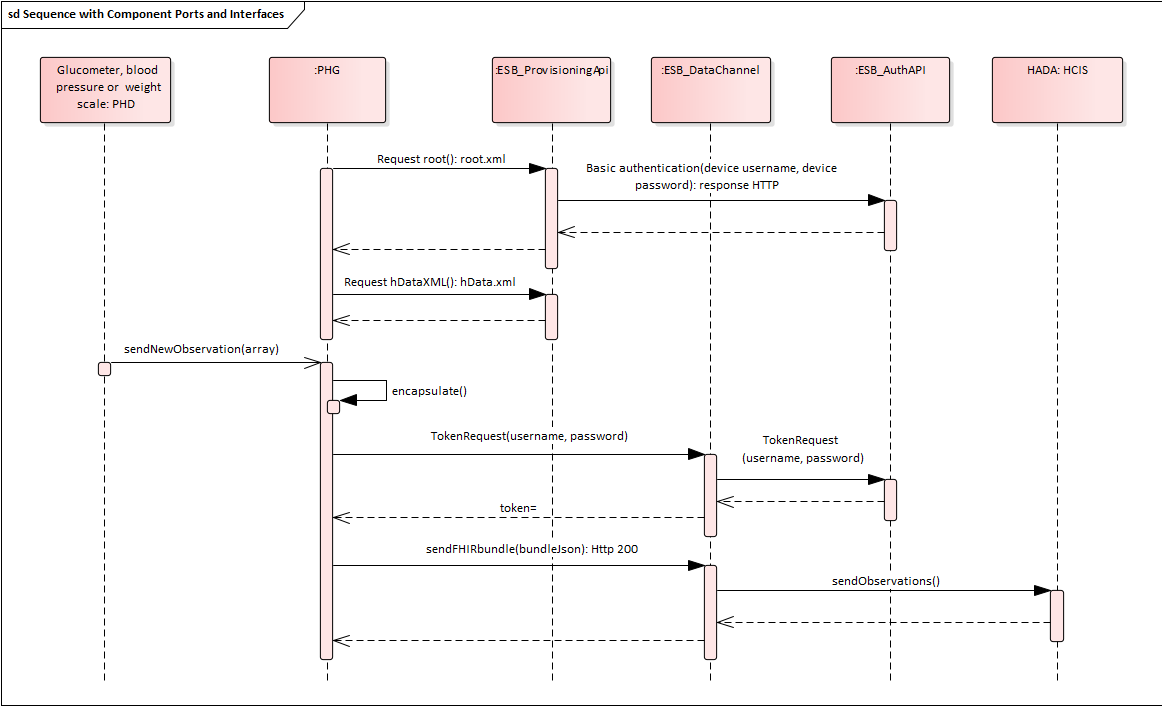 sd Sequence with Component Ports and Interfaces
Glucometer, blood
pressure or weight
scale: PHD
:PHG
:ESB_ProvisioningApi
:ESB_DataChannel
:ESB_AuthAPI
HADA: HCIS
Request root(): root.xml
Basic authentication(device username, device
password): response HTTP
Request hDataXML(): hData.xml
sendNewObservation(array)
encapsulate()
TokenRequest(username, password)
TokenRequest
(username, password)
token=
sendFHIRbundle(bundleJson): Http 200
sendObservations()